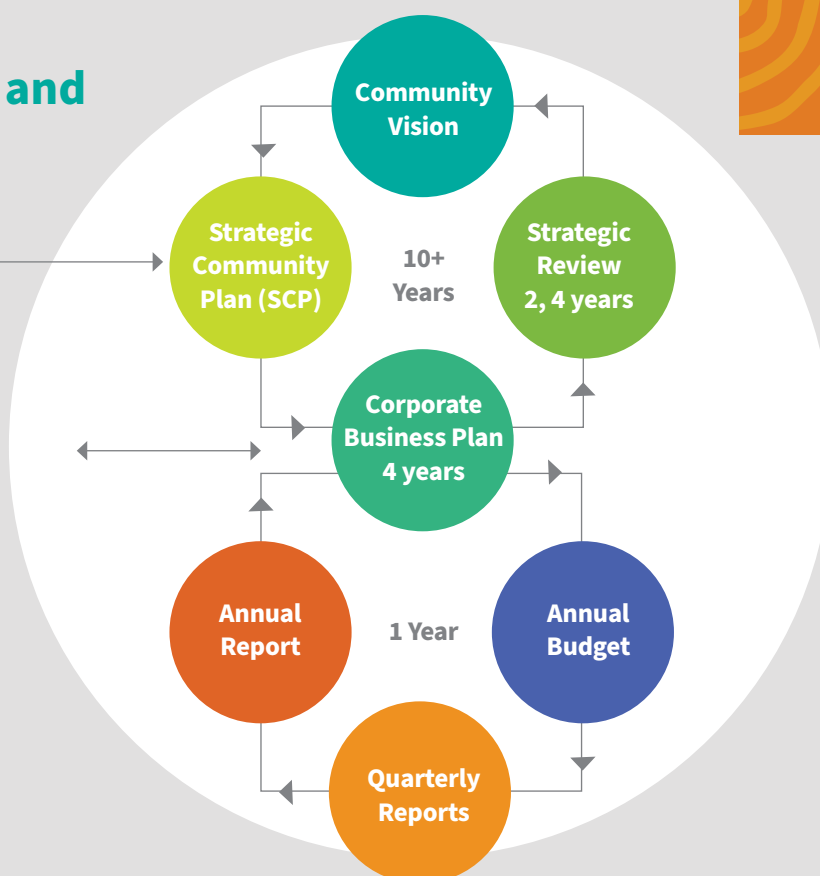 and
Community
Vision
Strategic
Community
Plan (SCP)
10+
Years
Strategic
Review
2, 4 years
Corporate
Business Plan
4 years
Annual
Report
1 Year
Annual
Budget
Quarterly
Reports